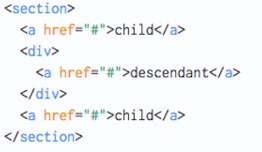 <section>
  <a href="#">child</a>
  <div>
    <a href="#">descendant</a>
  </div>
  <a href="#">child</a>
</section>